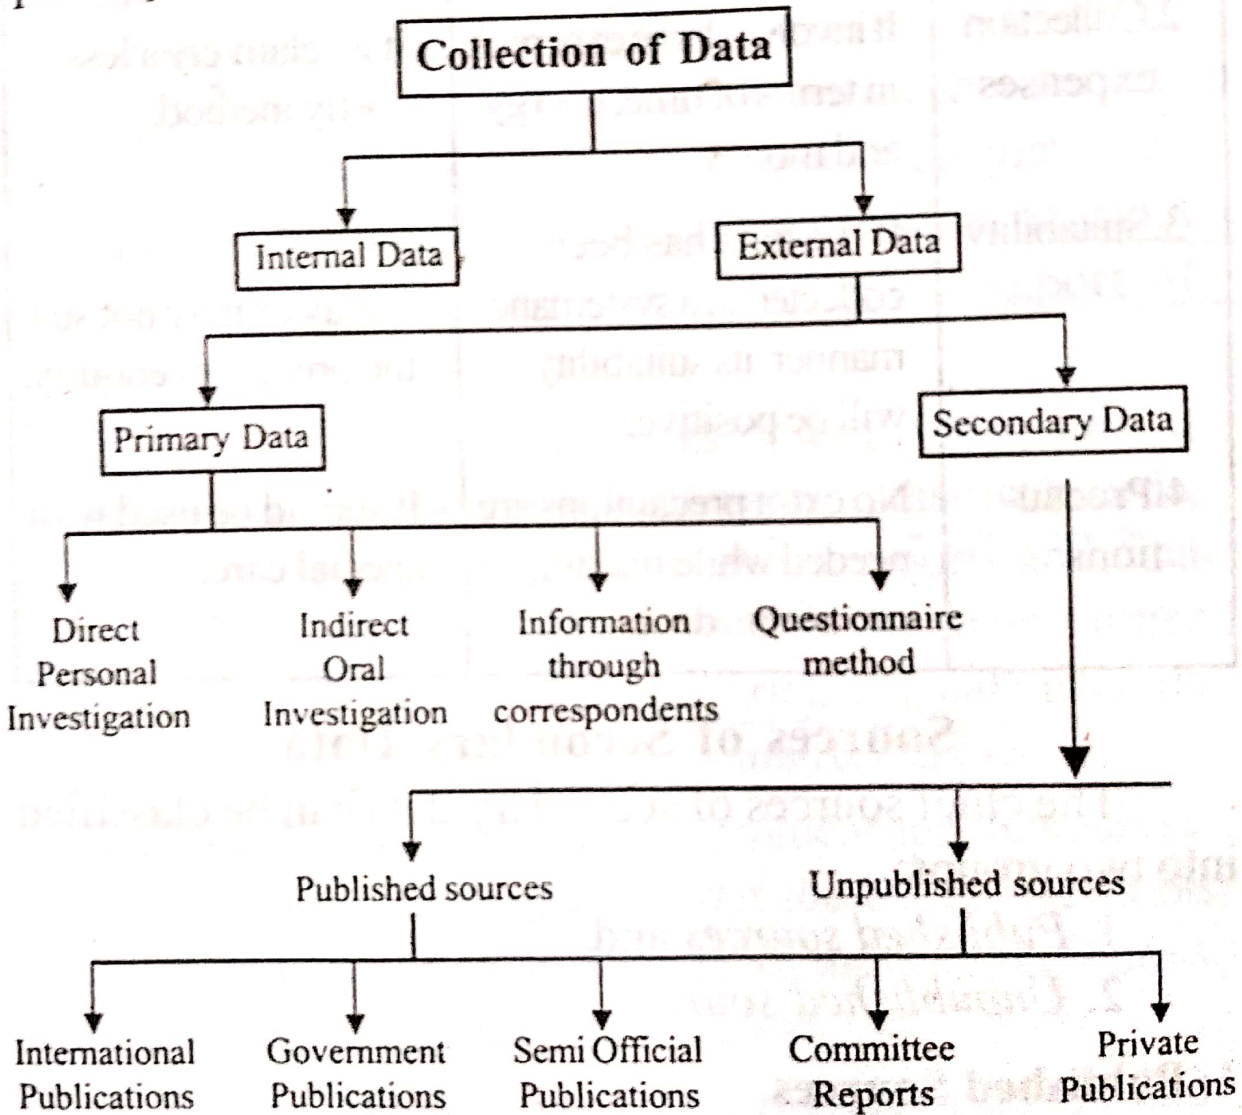 Collection of Data
Internal Data
External Data
Primary Data
Secondary Data
Direct
Personal
Investigation
Indirect
Oral
Investigation
Information
through
correspondents
Questionnaire
method
Published sources
Unpublished sources
International
Publications
Government
Publications
Semi Official
Publications
Committee
Reports
Private
Publications